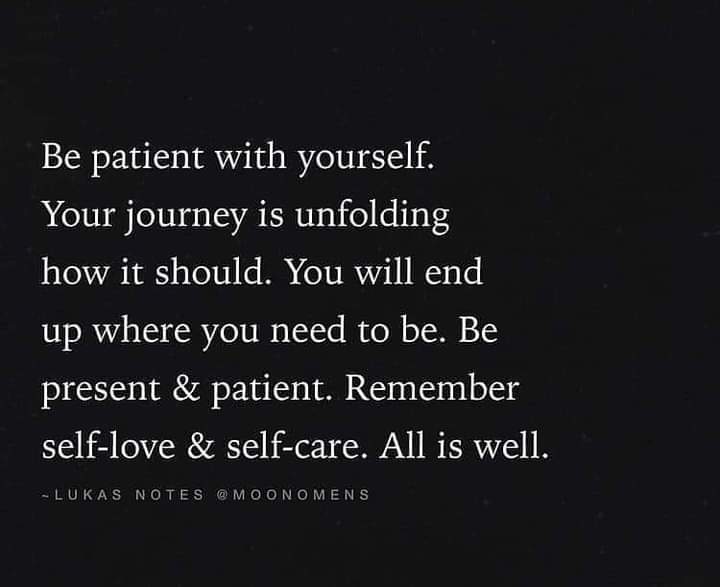 Be patient with yourself.
Your journey is unfolding
how it should. You will end
up where you need to be. Be
present & patient. Remember
self-love & self-care. All is well.
~LUKAS NOTES @MOONOMENS